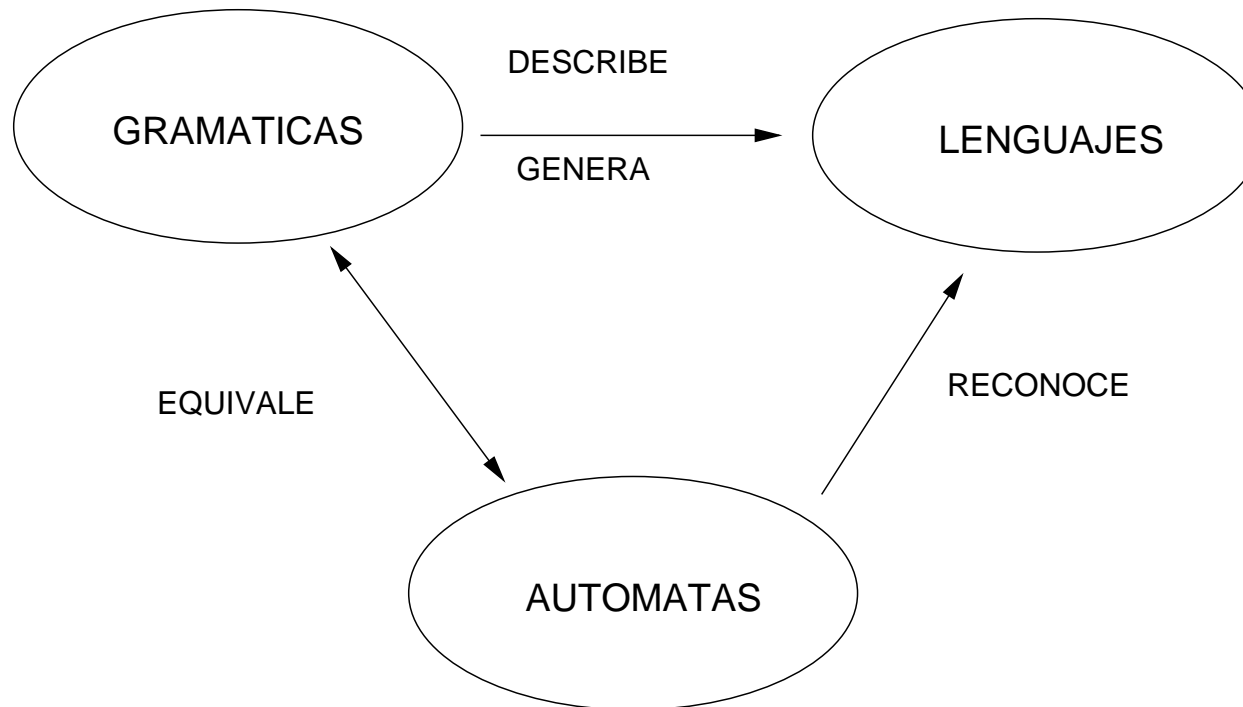 DESCRIBE
GRAMATICAS
LENGUAJES
GENERA
EQUIVALE
RECONOCE
AUTOMATAS